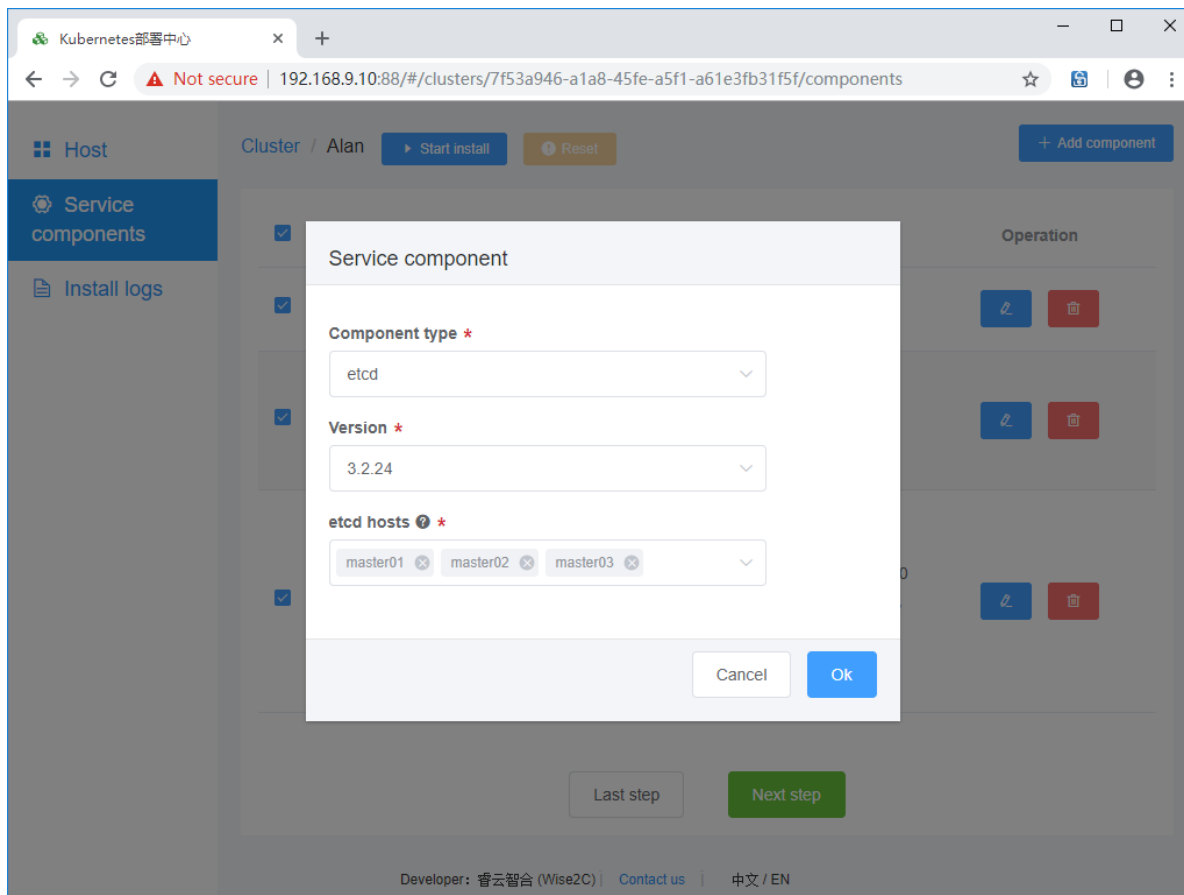 Kubernetes部署中心
Not secure | 192.168.9.10:88/#/clusters/7f53a946-a1a8-45fe-a5f1-a61e3fb31f5f/components
Host
Cluster / Alan
Start install
Reset
+ Add component
Service
components
Install logs
Operation
Service component
Component type *
etcd
Version *
3.2.24
etcd hosts ? *
master01
master02
master03
0
Cancel
Ok
Last step
Next step
Developer: 睿云智合 (Wise2C) | Contact us | 中文 / EN